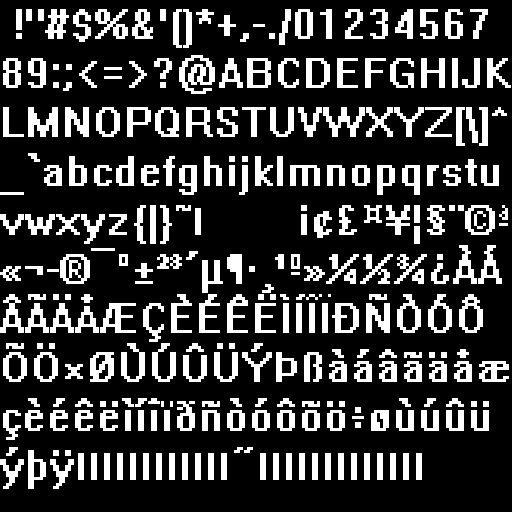 !"#$%&'()*+,-./01234567
89:;<=>?@ABCDEFGHIJK
LMNOPQRSTUVWXYZ[\]^
_`abcdefghijklmnopqrstu
vwxyz{|}~ ¡¢£¤¥¦§¨©ª
«¬-®¯°±²³´µ¶· ¹º»¼½¾¿ÀÁ
ÂÃÄÅÆÇÈÉÊËÌÍÎÏÐÑÒÓÔ
ÕÖ×ØÙÚÛÜÝÞßàáâãäåæ
çèéêëìíîïðñòóôõö÷øùúûü
ýþÿ ˜